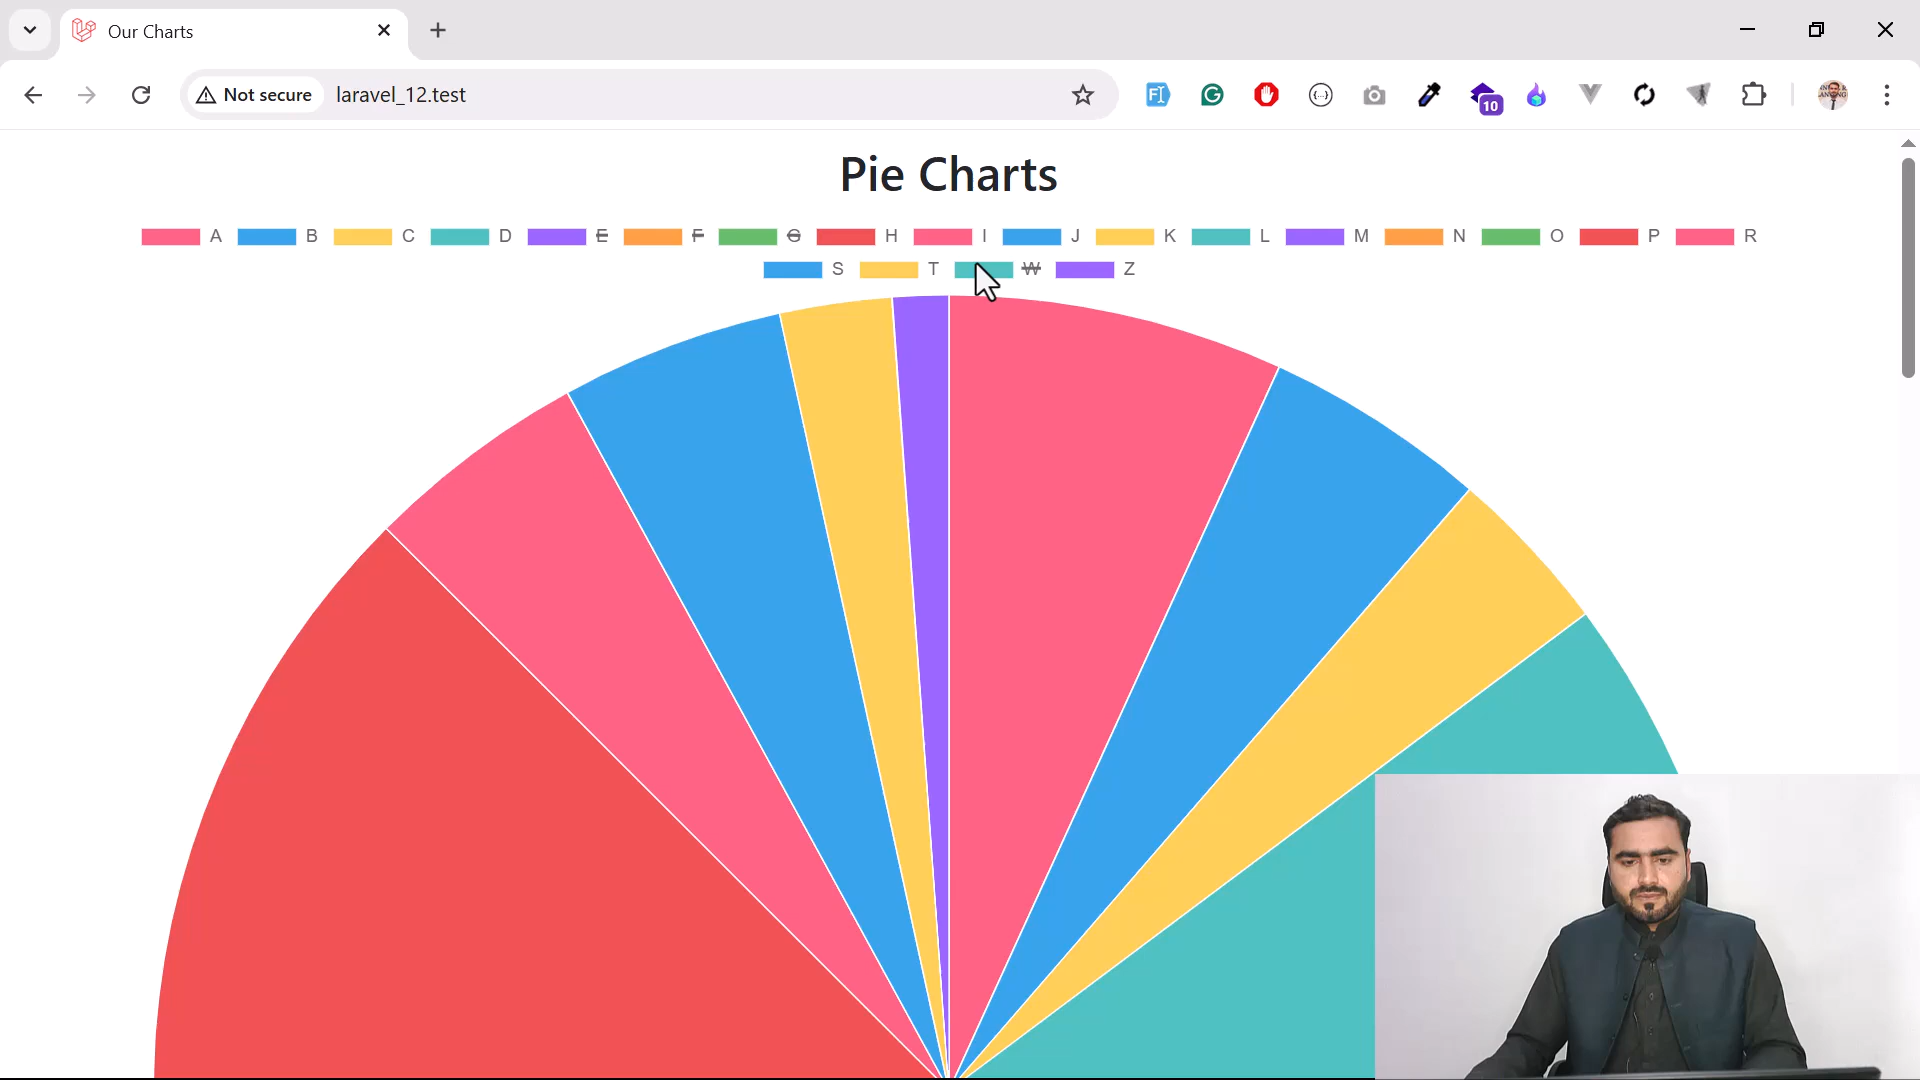 Our Charts
Not secure laravel_12.test
10
Pie Charts
A B C D E F G H I J K L M N O P R
S T W Z